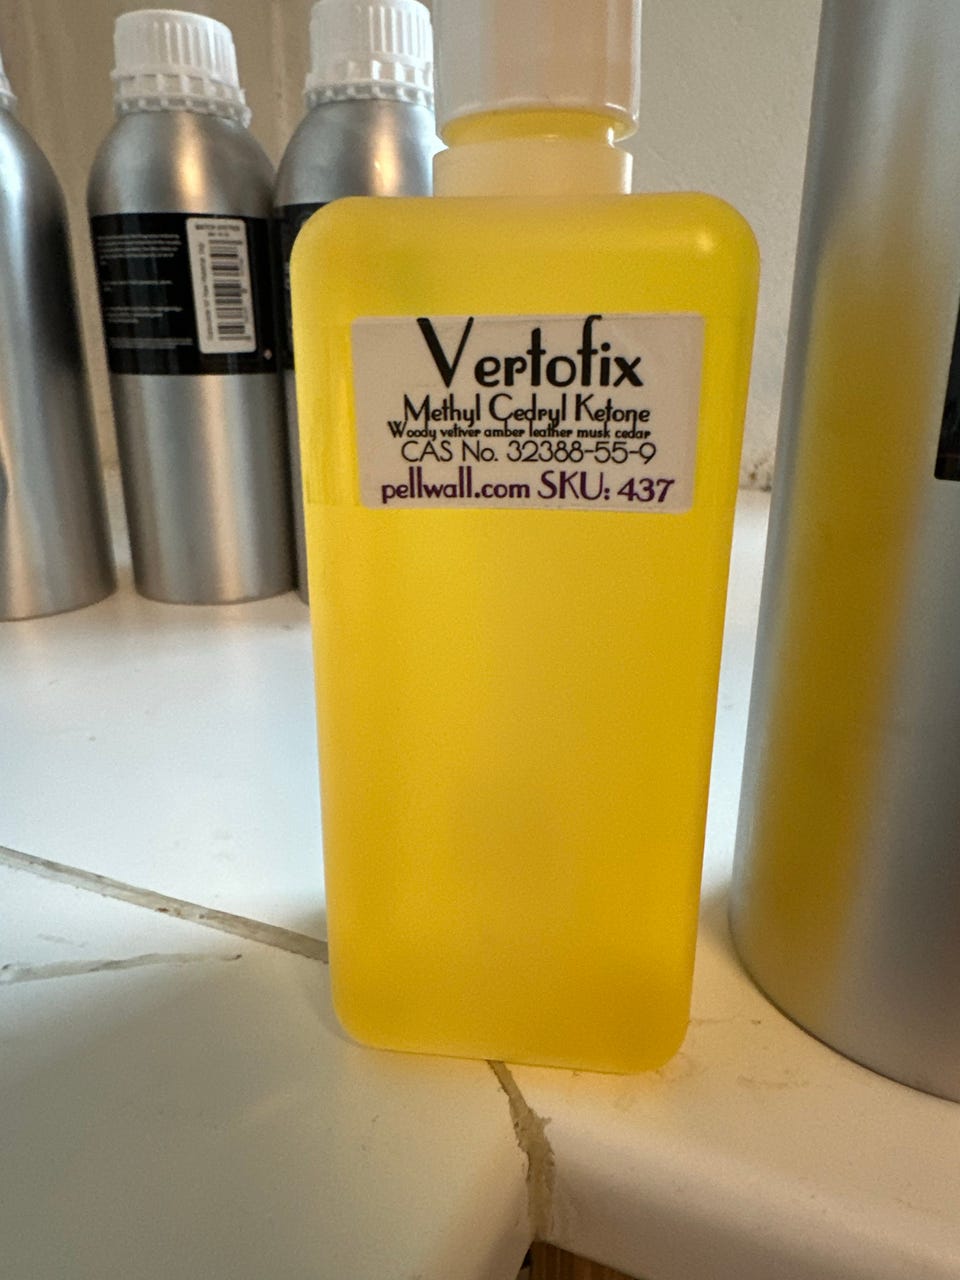 Vertofix
Methyl Cedryl Ketone
Woody vetiver amber leather musk cedar
CAS No. 32388-55-9
pellwall.com SKU: 437